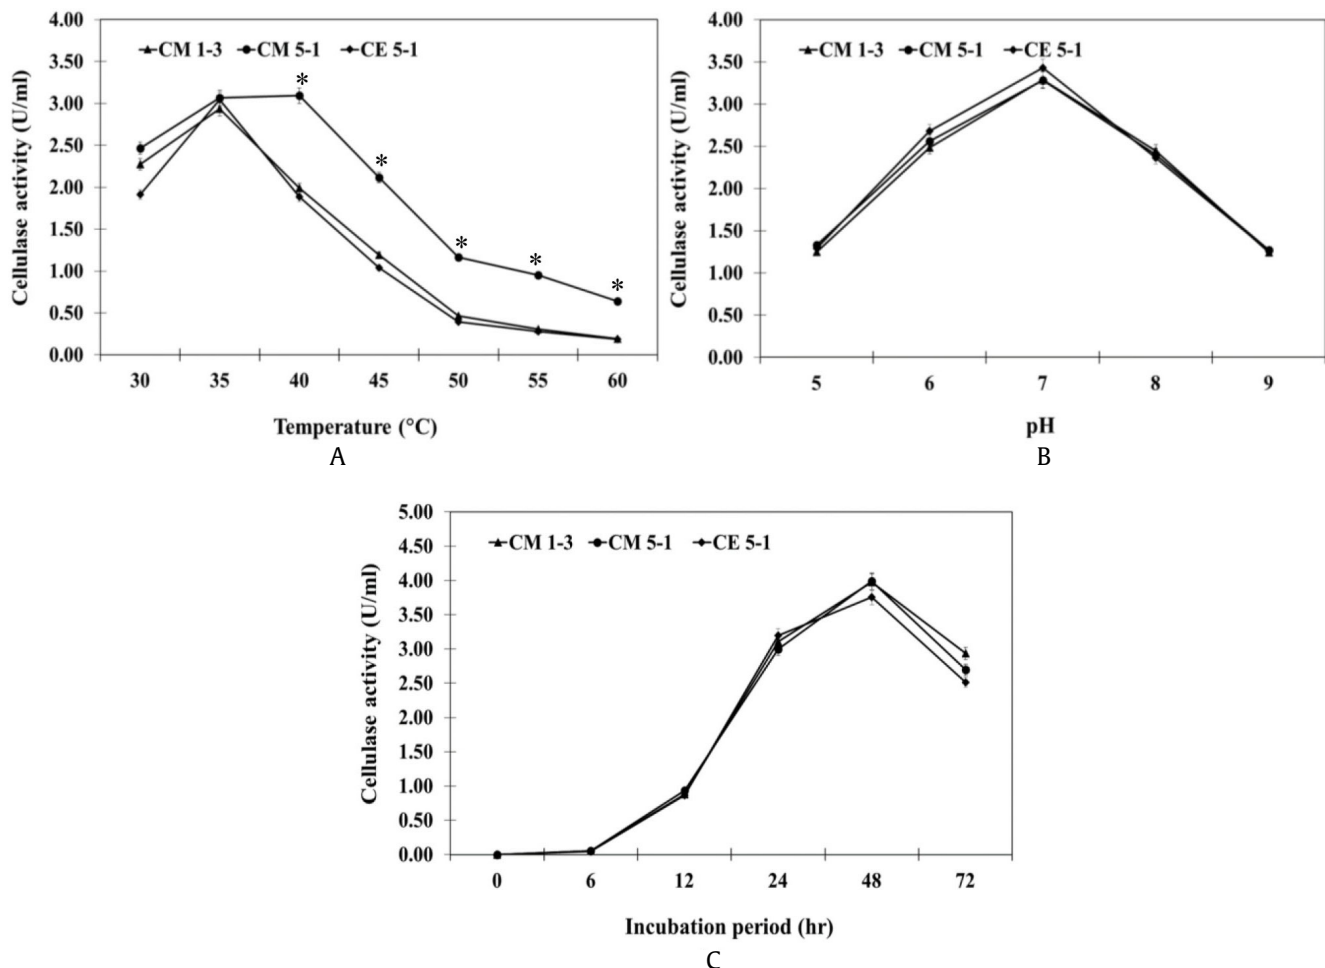 4.00
3.50
3.00
2.50
2.00
1.50
1.00
0.50
0.00
Cellulase activity (U/ml)
CM 1-3 CM 5-1 CE 5-1
* * * * *
30 35 40 45 50 55 60
Temperature (°C)
A
4.00
3.50
3.00
2.50
2.00
1.50
1.00
0.50
0.00
Cellulase activity (U/ml)
CM 1-3 CM 5-1 CE 5-1
5 6 7 8 9
pH
B
5.00
4.50
4.00
3.50
3.00
2.50
2.00
1.50
1.00
0.50
0.00
Cellulase activity (U/ml)
CM 1-3 CM 5-1 CE 5-1
0 6 12 24 48 72
Incubation period (hr)
C